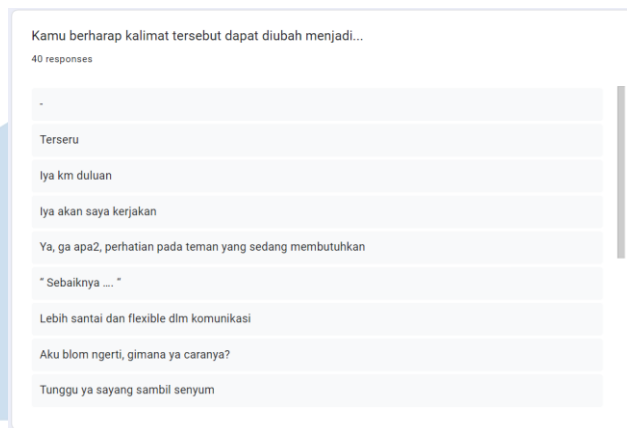 Kamu berharap kalimat tersebut dapat diubah menjadi...
40 responses
-
Terseru
Iya km duluan
Iya akan saya kerjakan
Ya, ga apa2, perhatian pada teman yang sedang membutuhkan
" Sebaiknya .... "
Lebih santai dan flexible dlm komunikasi
Aku blom ngerti, gimana ya caranya?
Tunggu ya sayang sambil senyum